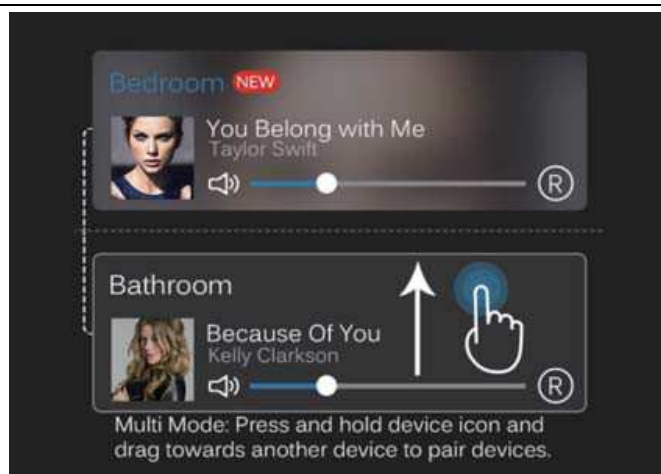 Bedroom NEW
You Belong with Me
Taylor Swift
R
Bathroom
Because Of You
Kelly Clarkson
R
Multi Mode: Press and hold device icon and
drag towards another device to pair devices.